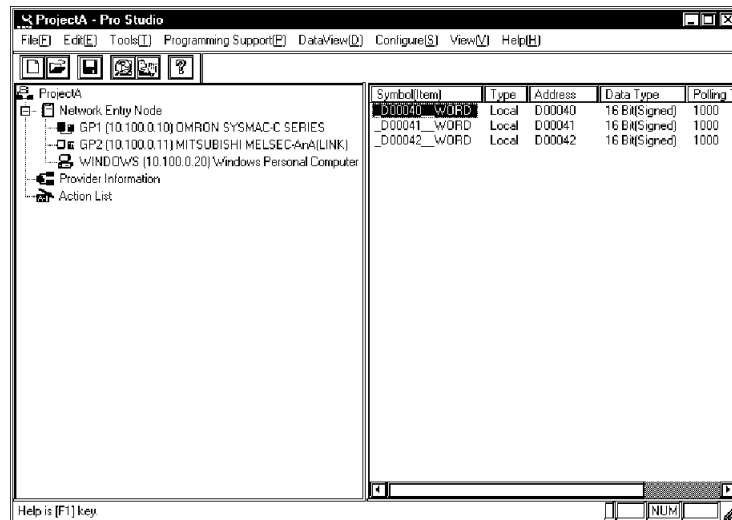 ProjectA - Pro Studio
File[F] Edit[E] Tools[T] Programming Support[P] DataView[D] Configure[S] View[V] Help[H]
ProjectA
Network Entry Node
GP1 (10.100.0.10) OMRON SYSMAC-C SERIES
GP2 (10.100.0.11) MITSUBISHI MELSEC-AnA(LINK)
WINDOWS (10.100.0.20) Windows Personal Computer
Provider Information
Action List
Symbol(Item) Type Address Data Type Polling T
_D00040__WORD Local D00040 16 Bit(Signed) 1000
_D00041__WORD Local D00041 16 Bit(Signed) 1000
_D00042__WORD Local D00042 16 Bit(Signed) 1000
Help is [F1] key.
NUM